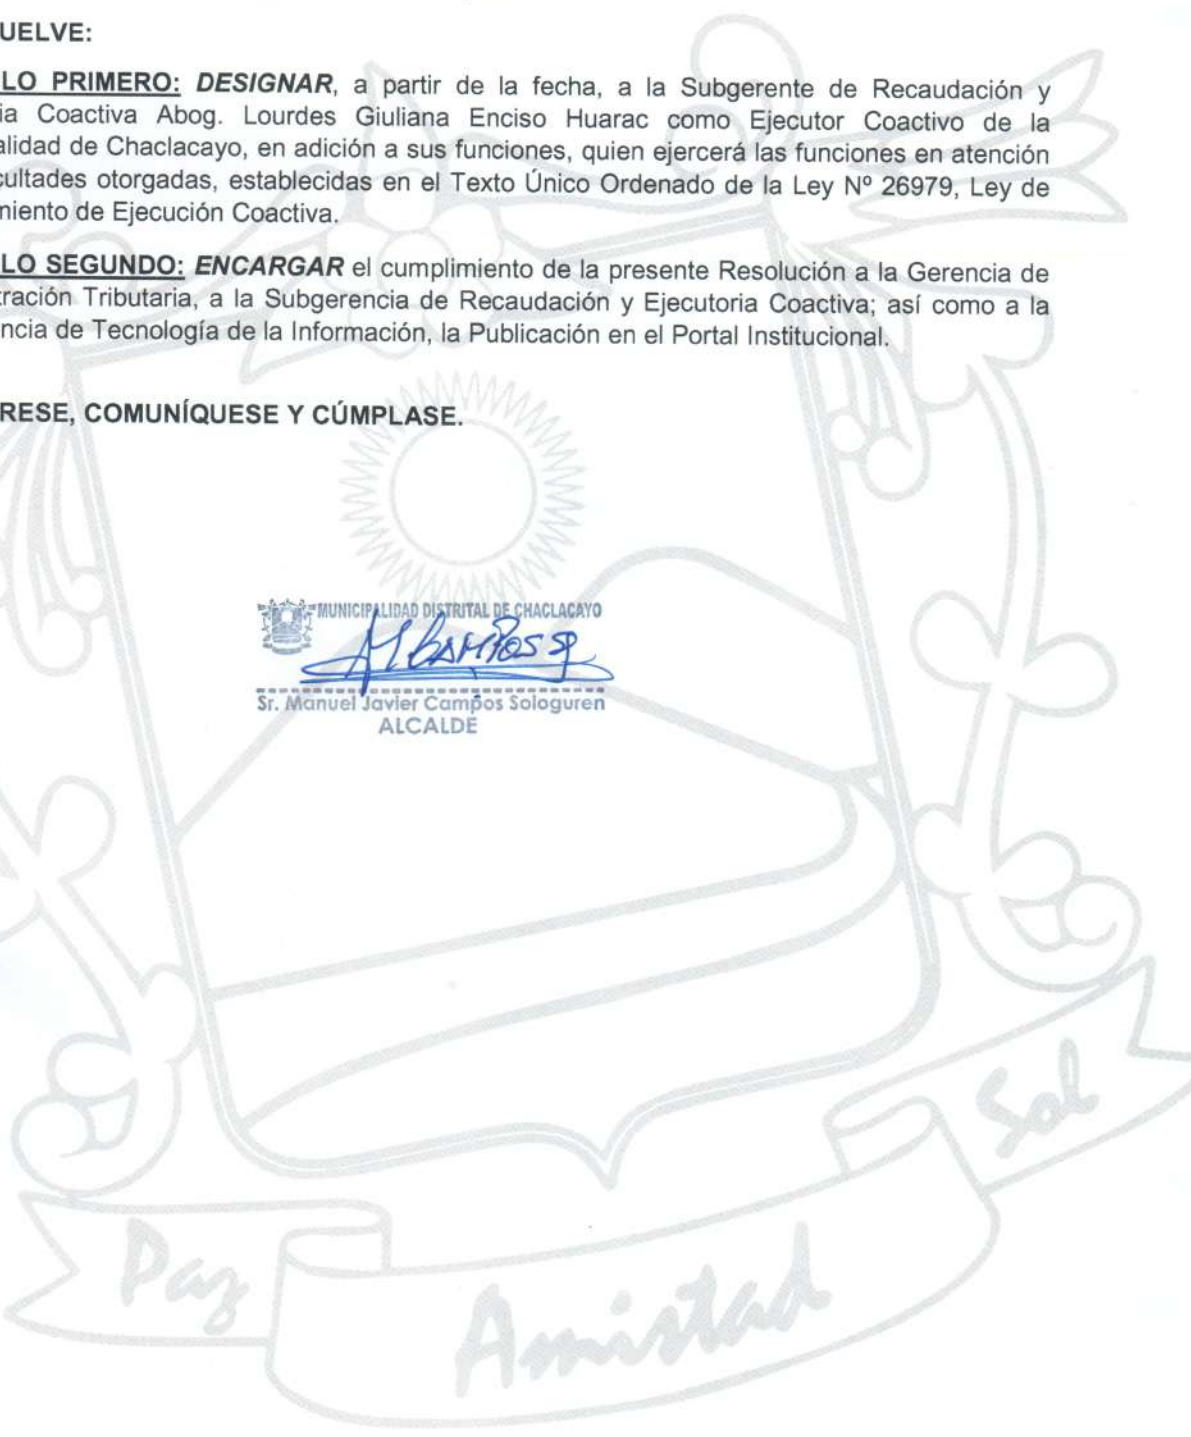 UELVE:
LO PRIMERO: DESIGNAR, a partir de la fecha, a la Subgerente de Recaudación y
ia Coactiva Abog. Lourdes Giuliana Enciso Huarac como Ejecutor Coactivo de la
alidad de Chaclacayo, en adición a sus funciones, quien ejercerá las funciones en atención
cultades otorgadas, establecidas en el Texto Único Ordenado de la Ley Nº 26979, Ley de
miento de Ejecución Coactiva.
LO SEGUNDO: ENCARGAR el cumplimiento de la presente Resolución a la Gerencia de
tración Tributaria, a la Subgerencia de Recaudación y Ejecutoria Coactiva; así como a la
ncia de Tecnología de la Información, la Publicación en el Portal Institucional.
RESE, COMUNÍQUESE Y CÚMPLASE.
MUNICIPALIDAD DISTRITAL DE CHACLACAYO
Sr. Manuel Javier Campos Sologuren
ALCALDE
Sol
Paz
Amistad